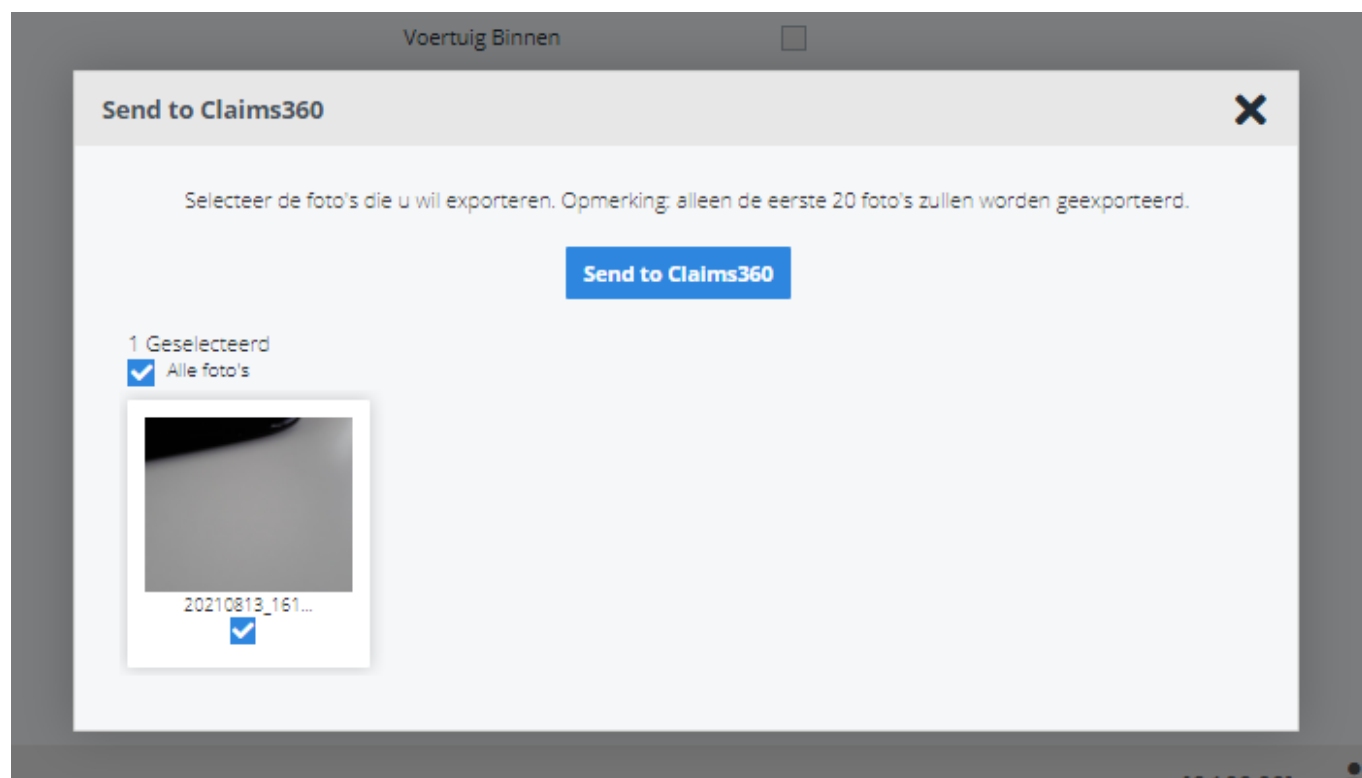 Voertuig Binnen
Send to Claims360
Selecteer de foto's die u wil exporteren. Opmerking: alleen de eerste 20 foto's zullen worden geexporteerd.
Send to Claims360
1 Geselecteerd
Alle foto's
20210813_161...